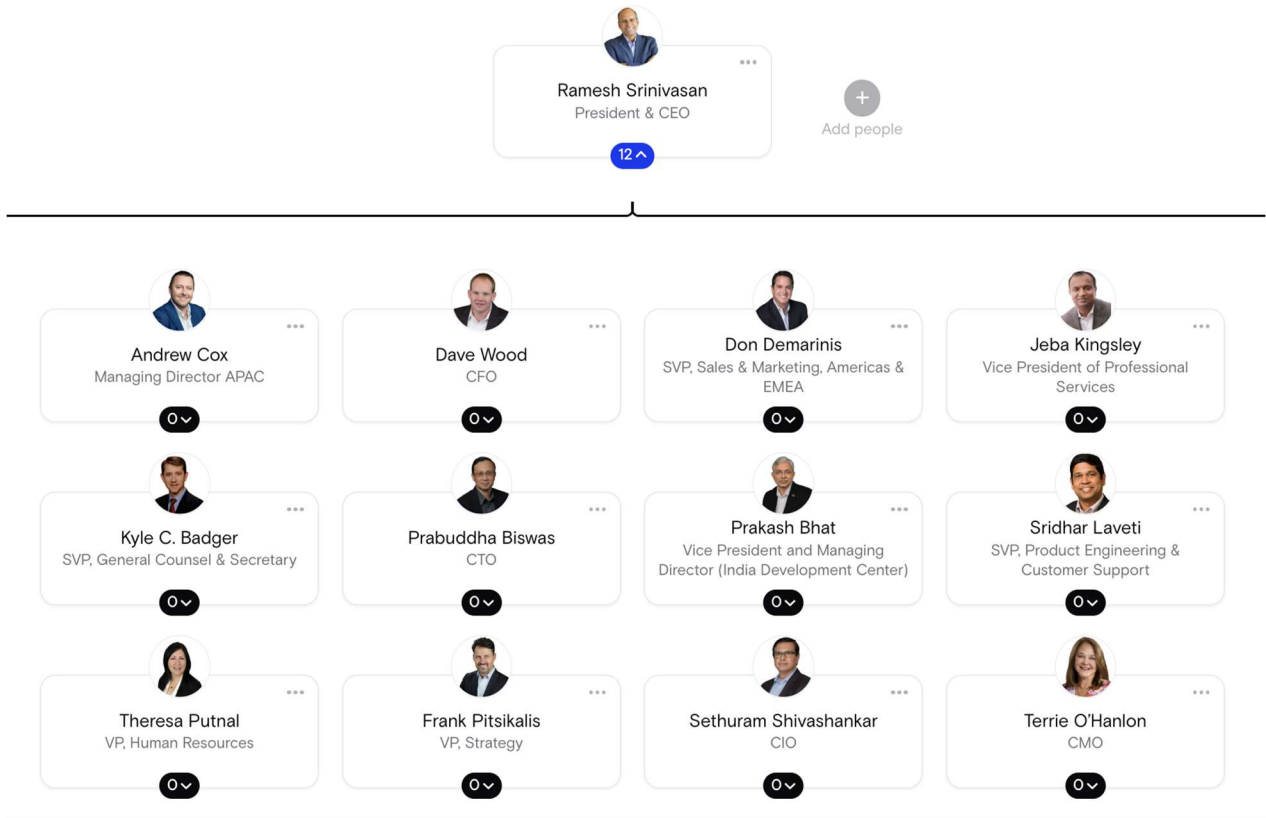 Ramesh Srinivasan
President & CEO
12
Add people
Andrew Cox
Managing Director APAC
0
Dave Wood
CFO
0
Don Demarinis
SVP, Sales & Marketing, Americas &
EMEA
0
Jeba Kingsley
Vice President of Professional
Services
0
Kyle C. Badger
SVP, General Counsel & Secretary
0
Prabuddha Biswas
CTO
0
Prakash Bhat
Vice President and Managing
Director (India Development Center)
0
Sridhar Laveti
SVP, Product Engineering &
Customer Support
0
Theresa Putnal
VP, Human Resources
0
Frank Pitsikalis
VP, Strategy
0
Sethuram Shivashankar
CIO
0
Terrie O’Hanlon
CMO
0